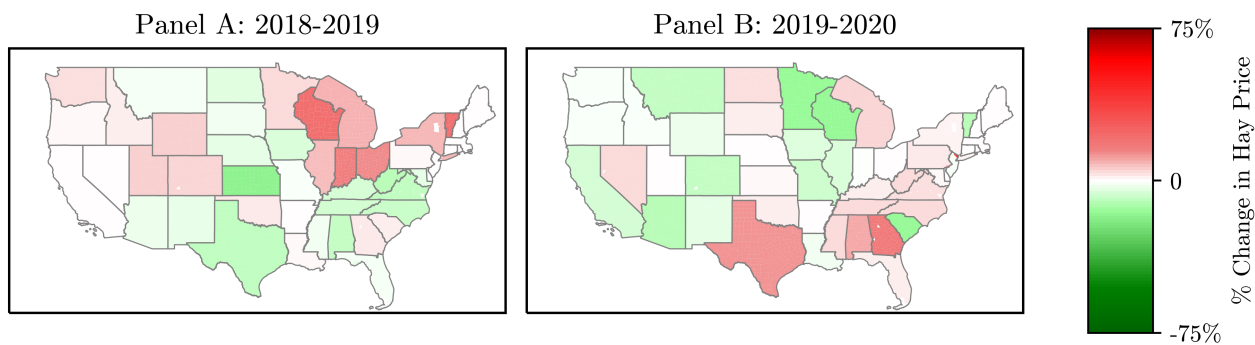 Panel A: 2018-2019
Panel B: 2019-2020
75%
0
-75%
% Change in Hay Price